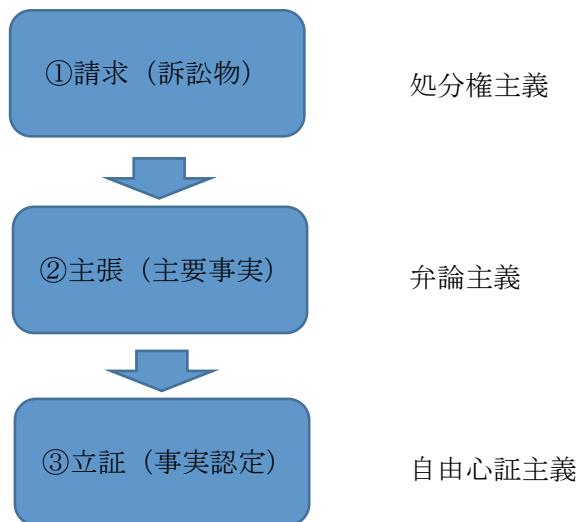 ①請求（訴訟物）
処分権主義
②主張（主要事実）
弁論主義
③立証（事実認定）
自由心証主義